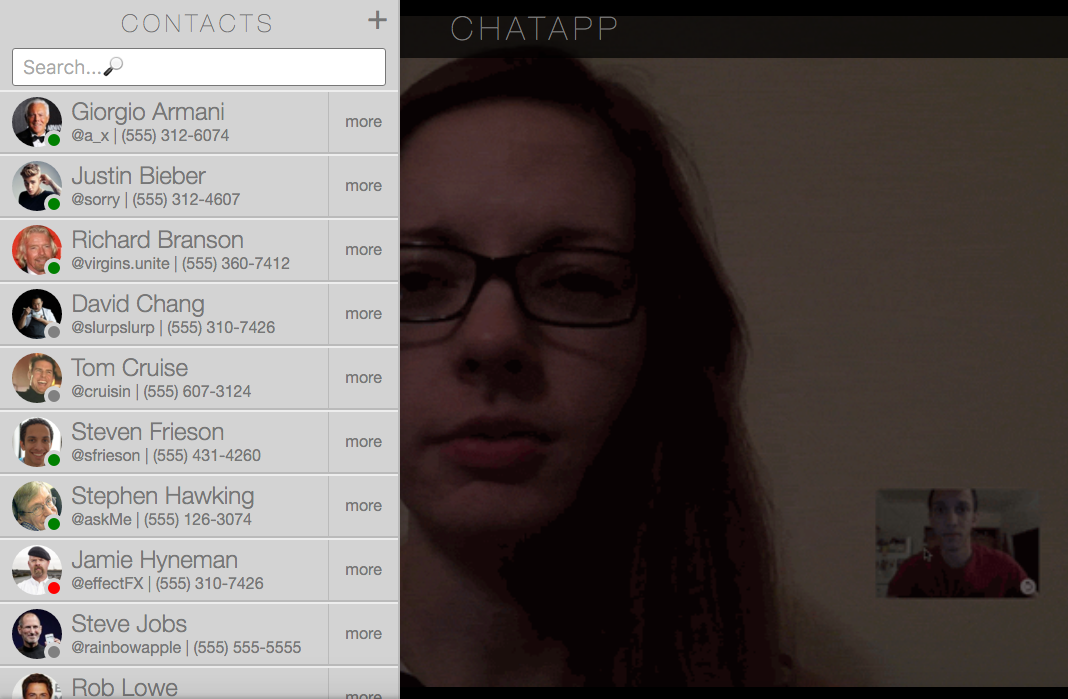 CONTACTS +
Search...
Giorgio Armani
@a_x | (555) 312-6074
more
Justin Bieber
@sorry | (555) 312-4607
more
Richard Branson
@virgins.unite | (555) 360-7412
more
David Chang
@slurpslurp | (555) 310-7426
more
Tom Cruise
@cruisin | (555) 607-3124
more
Steven Frieson
@sfrieson | (555) 431-4260
more
Stephen Hawking
@askMe | (555) 126-3074
more
Jamie Hyneman
@effectFX | (555) 310-7426
more
Steve Jobs
@rainbowapple | (555) 555-5555
more
Rob Lowe
more
CHATAPP